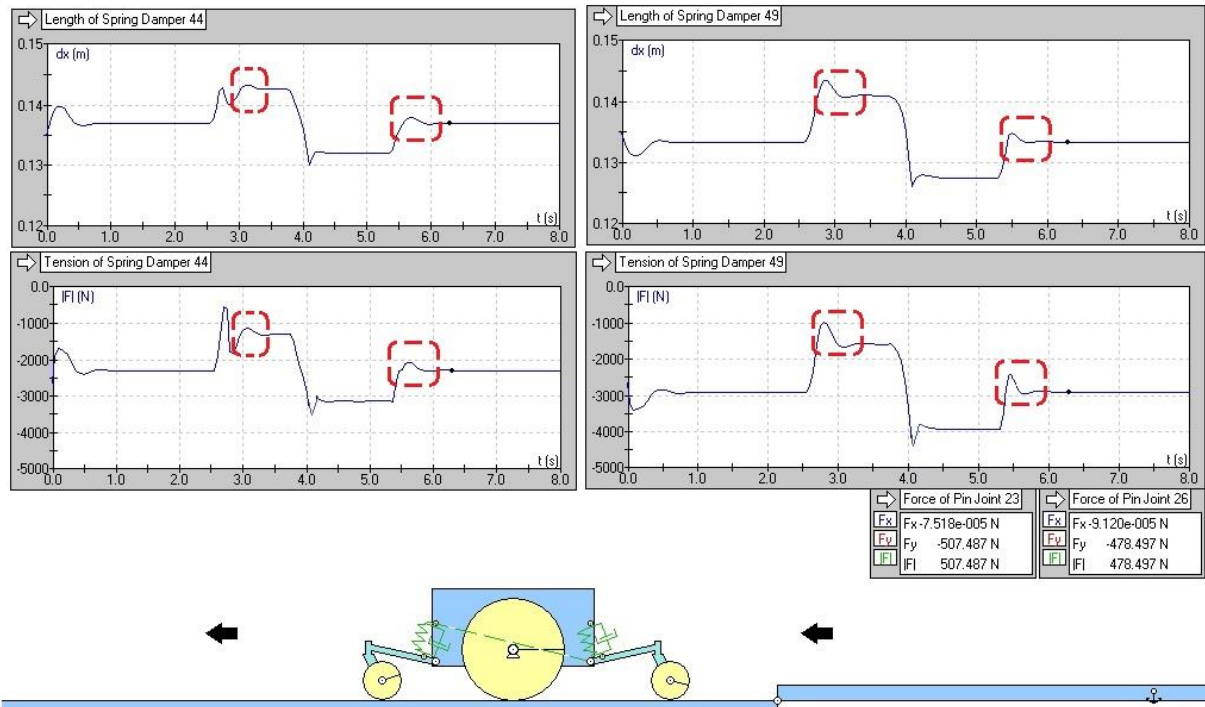 Length of Spring Damper 44
dx (m)
0.15
0.14
0.13
0.12
t (s)
0.0 1.0 2.0 3.0 4.0 5.0 6.0 7.0 8.0
Length of Spring Damper 49
dx (m)
0.15
0.14
0.13
0.12
t (s)
0.0 1.0 2.0 3.0 4.0 5.0 6.0 7.0 8.0
Tension of Spring Damper 44
|F| (N)
0.0
-1000
-2000
-3000
-4000
-5000
t (s)
0.0 1.0 2.0 3.0 4.0 5.0 6.0 7.0 8.0
Tension of Spring Damper 49
|F| (N)
0.0
-1000
-2000
-3000
-4000
-5000
t (s)
0.0 1.0 2.0 3.0 4.0 5.0 6.0 7.0 8.0
Force of Pin Joint 23
Fx Fx -7.518e-005 N
Fy Fy -507.487 N
|F| |F| 507.487 N
Force of Pin Joint 26
Fx Fx -9.120e-005 N
Fy Fy -478.497 N
|F| |F| 478.497 N